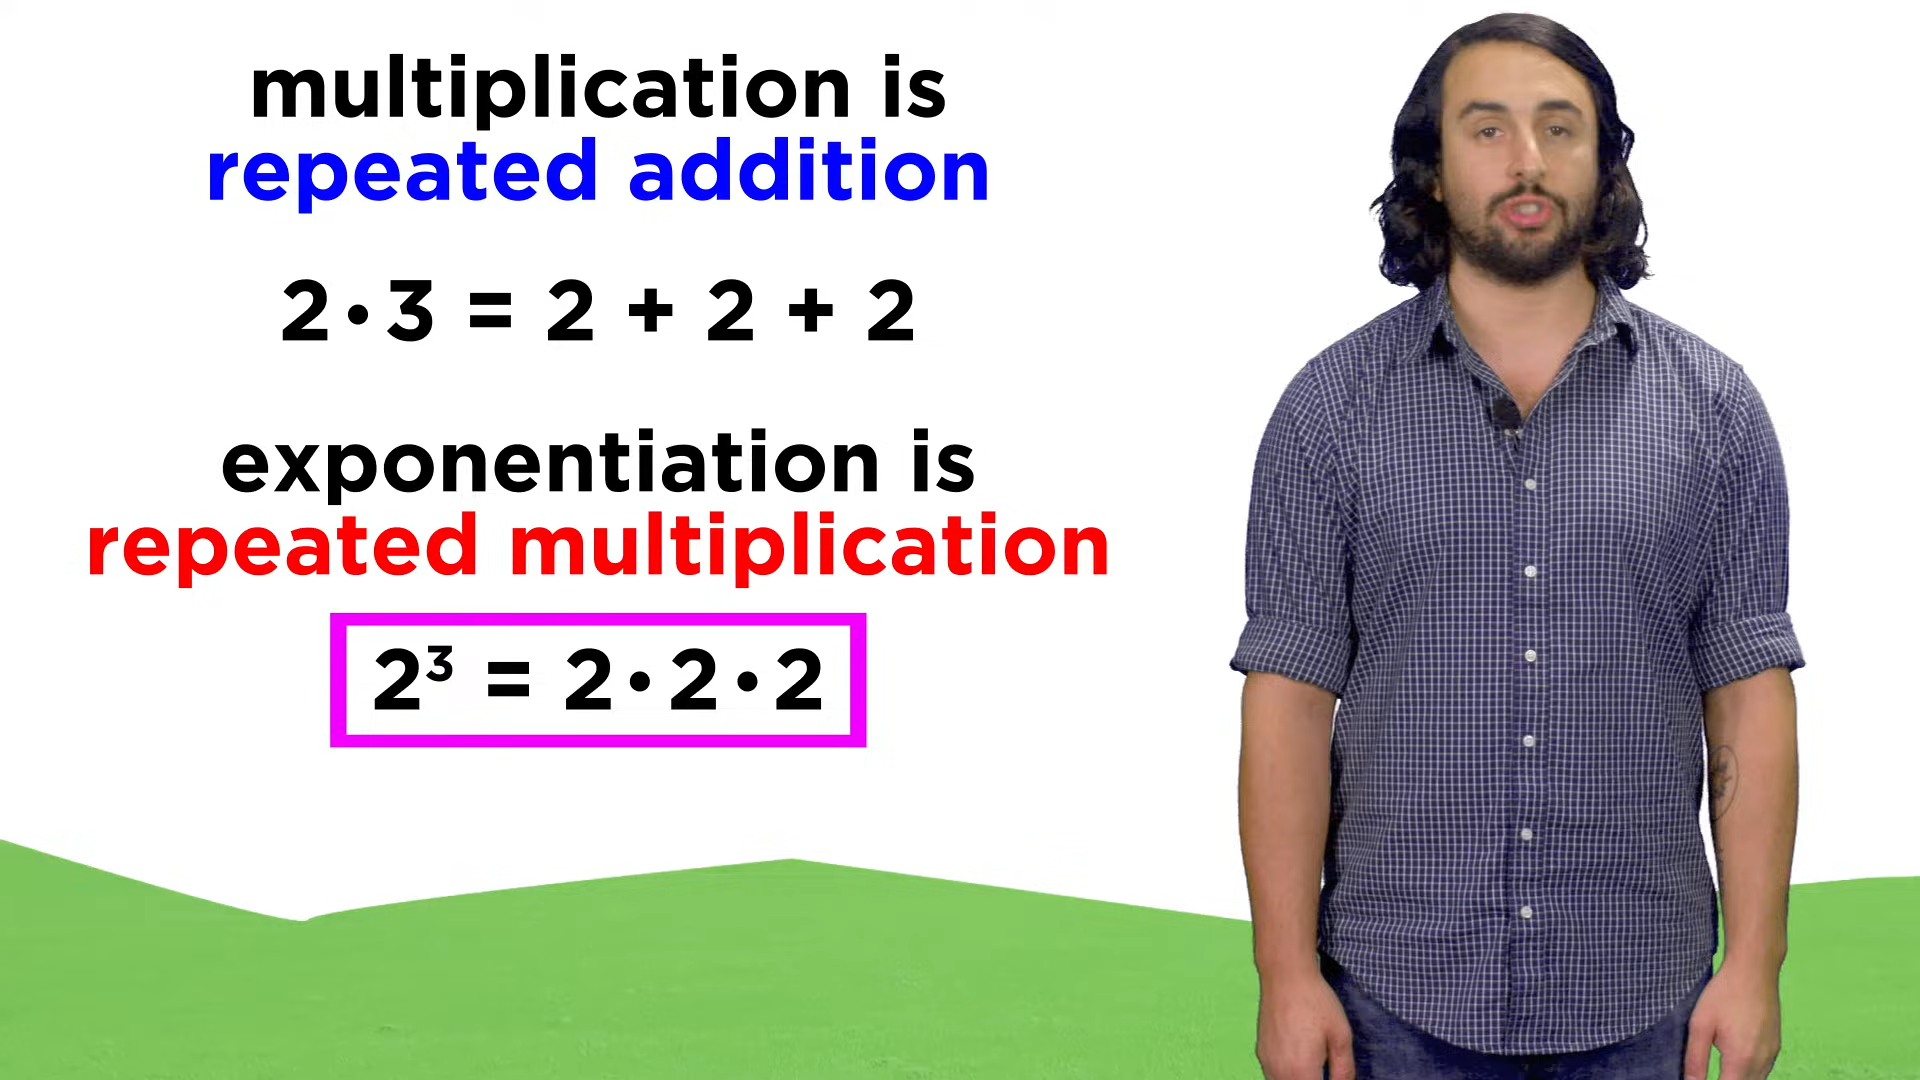 multiplication is
repeated addition
2 · 3 = 2 + 2 + 2
exponentiation is
repeated multiplication
2³ = 2 · 2 · 2